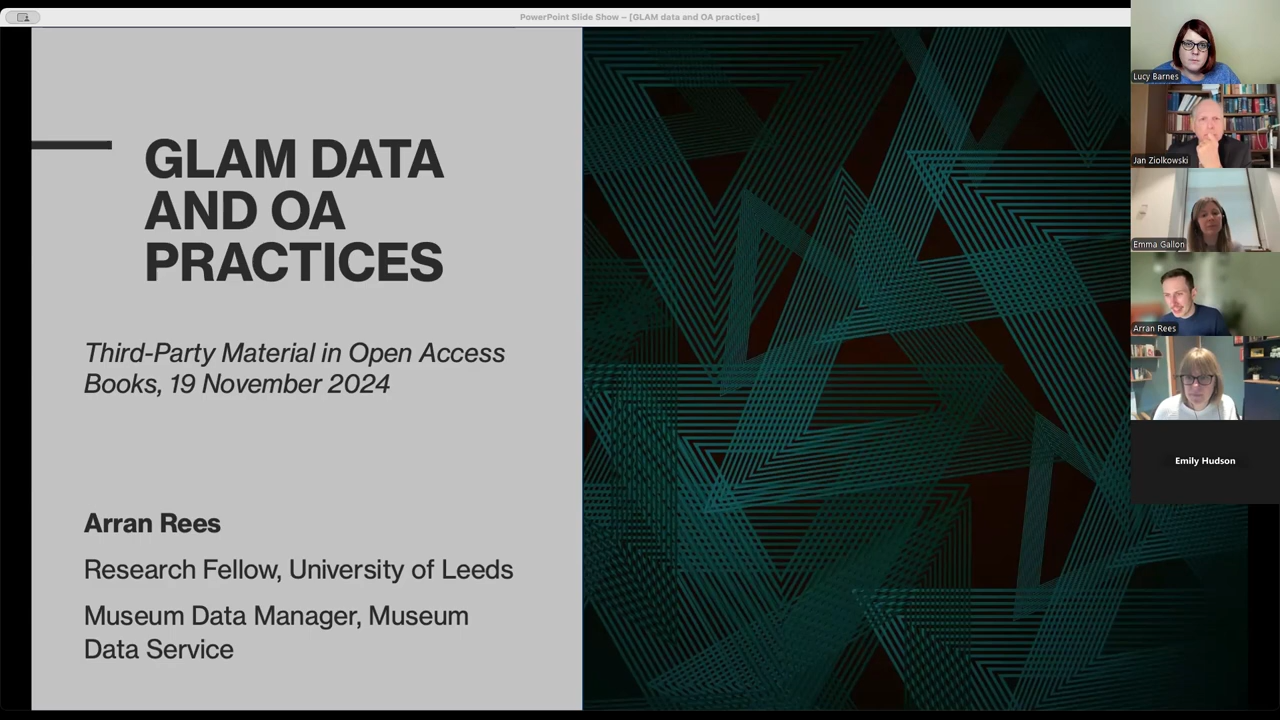 PowerPoint Slide Show – [GLAM data and OA practices]
GLAM DATA
AND OA
PRACTICES
Third-Party Material in Open Access
Books, 19 November 2024
Arran Rees
Research Fellow, University of Leeds
Museum Data Manager, Museum
Data Service
Lucy Barnes
Jan Ziolkowski
Emma Gallon
Arran Rees
Emily Hudson